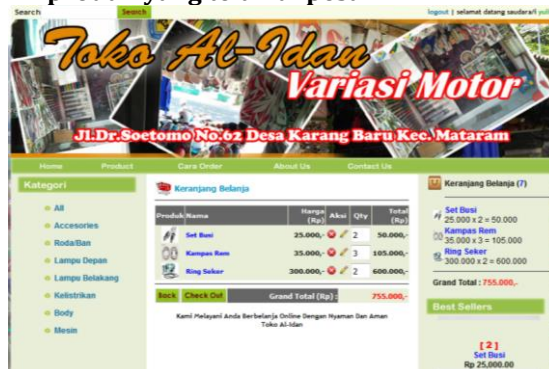 Search
Search
logout | selamat datang saudara/i
Toko Al-Idan
Variasi Motor
Jl.Dr.Soetomo No.62 Desa Karang Baru Kec. Mataram
Home Product Cara Order About Us Contact Us
Kategori
All
Accesories
Roda/Ban
Lampu Depan
Lampu Belakang
Kelistrikan
Body
Mesin
Keranjang Belanja
Produk Nama Harga (Rp) Aksi Qty Total (Rp)
Set Busi 25.000,- 2 50.000,-
Kampas Rem 35.000,- 3 105.000,-
Ring Seker 300.000,- 2 600.000,-
Back Check Out Grand Total (Rp) : 755.000,-
Kami Melayani Anda Berbelanja Online Dengan Nyaman Dan Aman
Toko Al-Idan
Keranjang Belanja (7)
Set Busi
25.000 x 2 = 50.000
Kampas Rem
35.000 x 3 = 105.000
Ring Seker
300.000 x 2 = 600.000
Grand Total : 755.000,-
Best Sellers
[ 2 ]
Set Busi
Rp 25,000.00